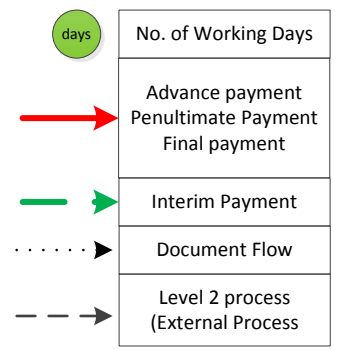 days
No. of Working Days
Advance payment
Penultimate Payment
Final payment
Interim Payment
Document Flow
Level 2 process
(External Process